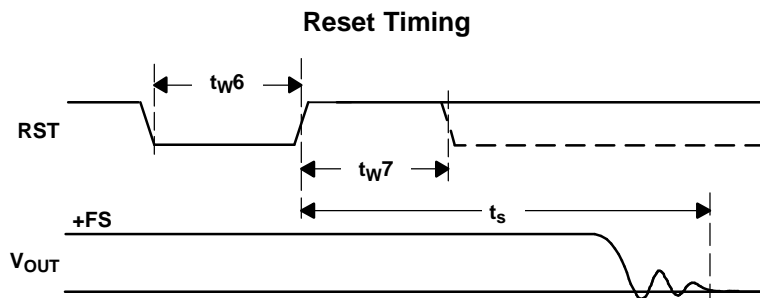 Reset Timing
tW6
RST
tW7
ts
+FS
VOUT